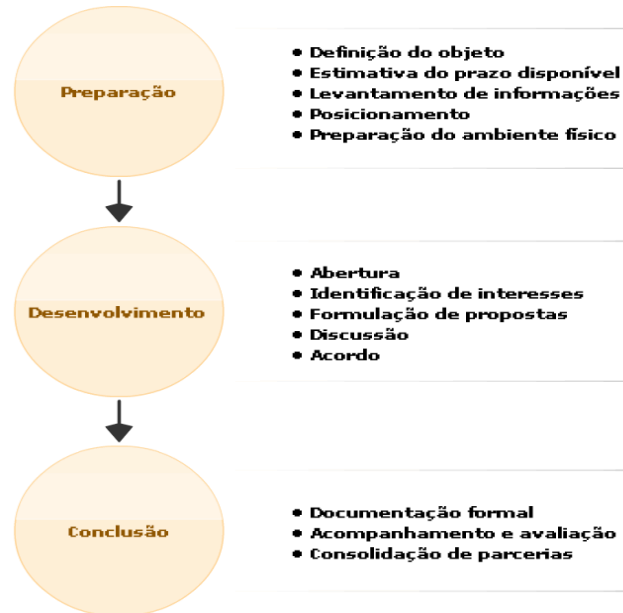 Preparação
• Definição do objeto
• Estimativa do prazo disponível
• Levantamento de informações
• Posicionamento
• Preparação do ambiente físico
Desenvolvimento
• Abertura
• Identificação de interesses
• Formulação de propostas
• Discussão
• Acordo
Conclusão
• Documentação formal
• Acompanhamento e avaliação
• Consolidação de parcerias